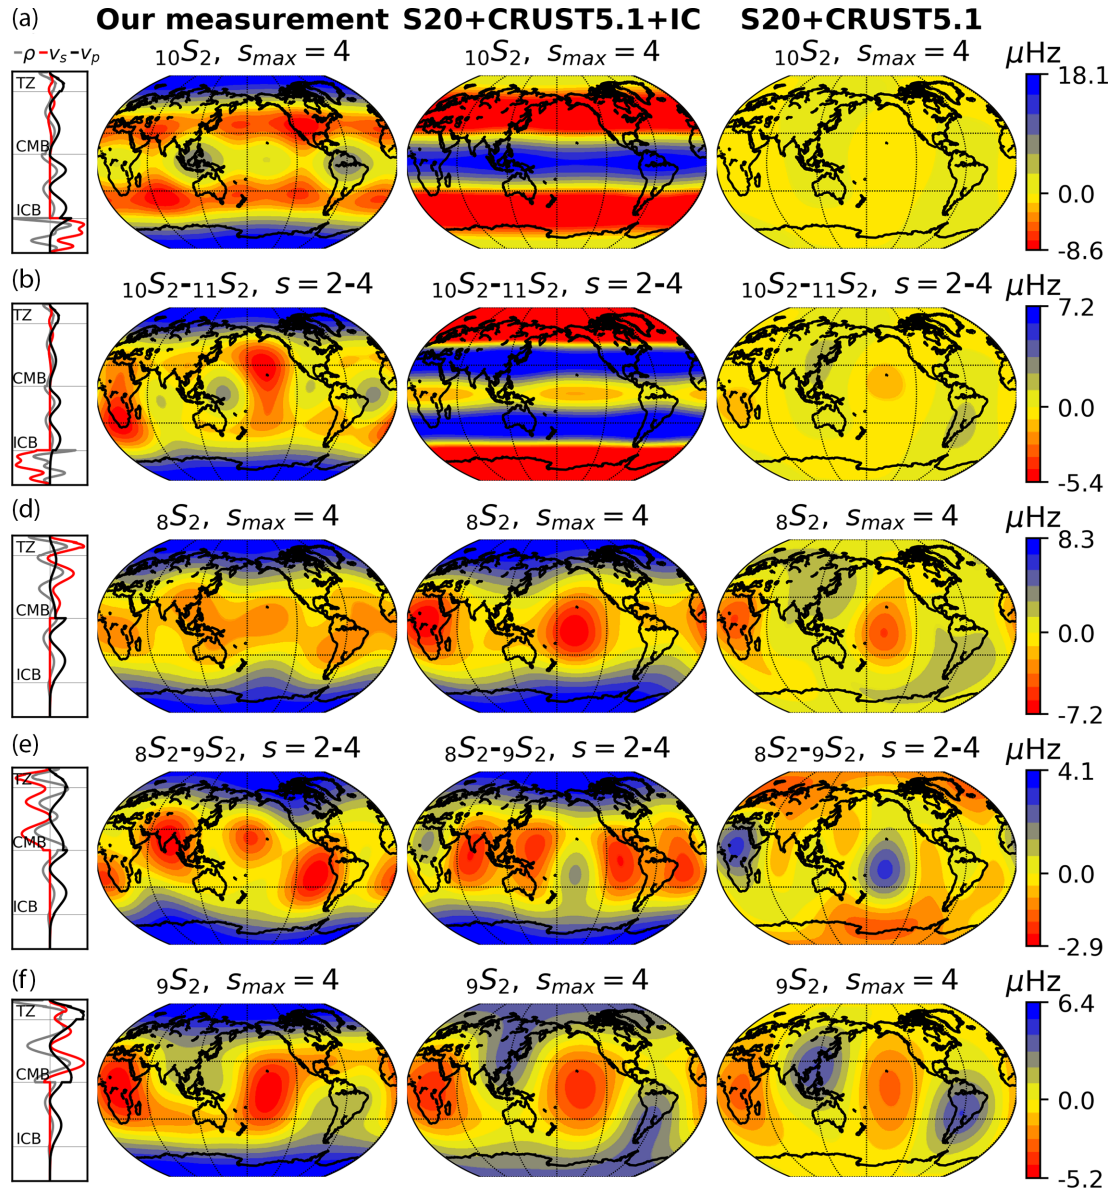 (a) Our measurement S20+CRUST5.1+IC S20+CRUST5.1
ρ vs vp
10S2, smax = 4 10S2, smax = 4 10S2, smax = 4 μHz
TZ
CMB
ICB
18.1
0.0
-8.6
(b)
10S2-11S2, s = 2-4 10S2-11S2, s = 2-4 10S2-11S2, s = 2-4 μHz
TZ
CMB
ICB
7.2
0.0
-5.4
(d)
8S2, smax = 4 8S2, smax = 4 8S2, smax = 4 μHz
TZ
CMB
ICB
8.3
0.0
-7.2
(e)
8S2-9S2, s = 2-4 8S2-9S2, s = 2-4 8S2-9S2, s = 2-4 μHz
TZ
CMB
ICB
4.1
0.0
-2.9
(f)
9S2, smax = 4 9S2, smax = 4 9S2, smax = 4 μHz
TZ
CMB
ICB
6.4
0.0
-5.2